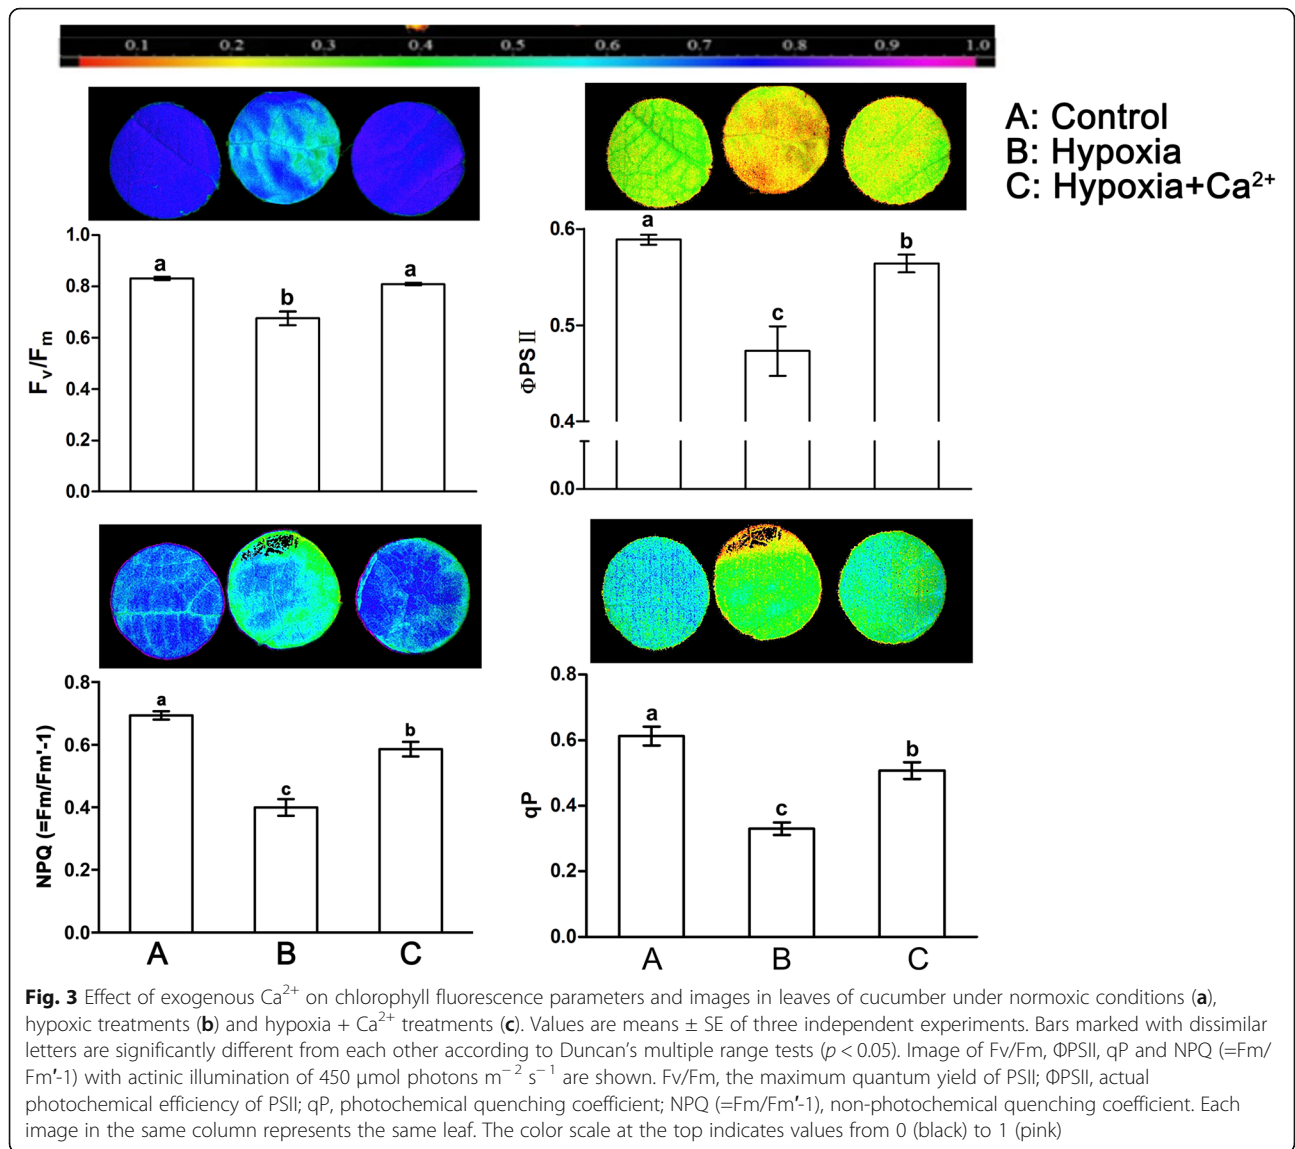 0.1 0.2 0.3 0.4 0.5 0.6 0.7 0.8 0.9 1.0
A: Control
B: Hypoxia
C: Hypoxia+Ca²⁺
Fv/Fm
1.0
0.8
0.6
0.4
0.2
0.0
a b a
ΦPSII
0.6
0.5
0.4
0.0
a c b
NPQ (=Fm/Fm'-1)
0.8
0.6
0.4
0.2
0.0
a c b
A B C
qP
0.8
0.6
0.4
0.2
0.0
a c b
A B C
Fig. 3 Effect of exogenous Ca²⁺ on chlorophyll fluorescence parameters and images in leaves of cucumber under normoxic conditions (a),
hypoxic treatments (b) and hypoxia + Ca²⁺ treatments (c). Values are means ± SE of three independent experiments. Bars marked with dissimilar
letters are significantly different from each other according to Duncan's multiple range tests (p < 0.05). Image of Fv/Fm, ΦPSII, qP and NPQ (=Fm/
Fm′-1) with actinic illumination of 450 μmol photons m⁻² s⁻¹ are shown. Fv/Fm, the maximum quantum yield of PSII; ΦPSII, actual
photochemical efficiency of PSII; qP, photochemical quenching coefficient; NPQ (=Fm/Fm′-1), non-photochemical quenching coefficient. Each
image in the same column represents the same leaf. The color scale at the top indicates values from 0 (black) to 1 (pink)